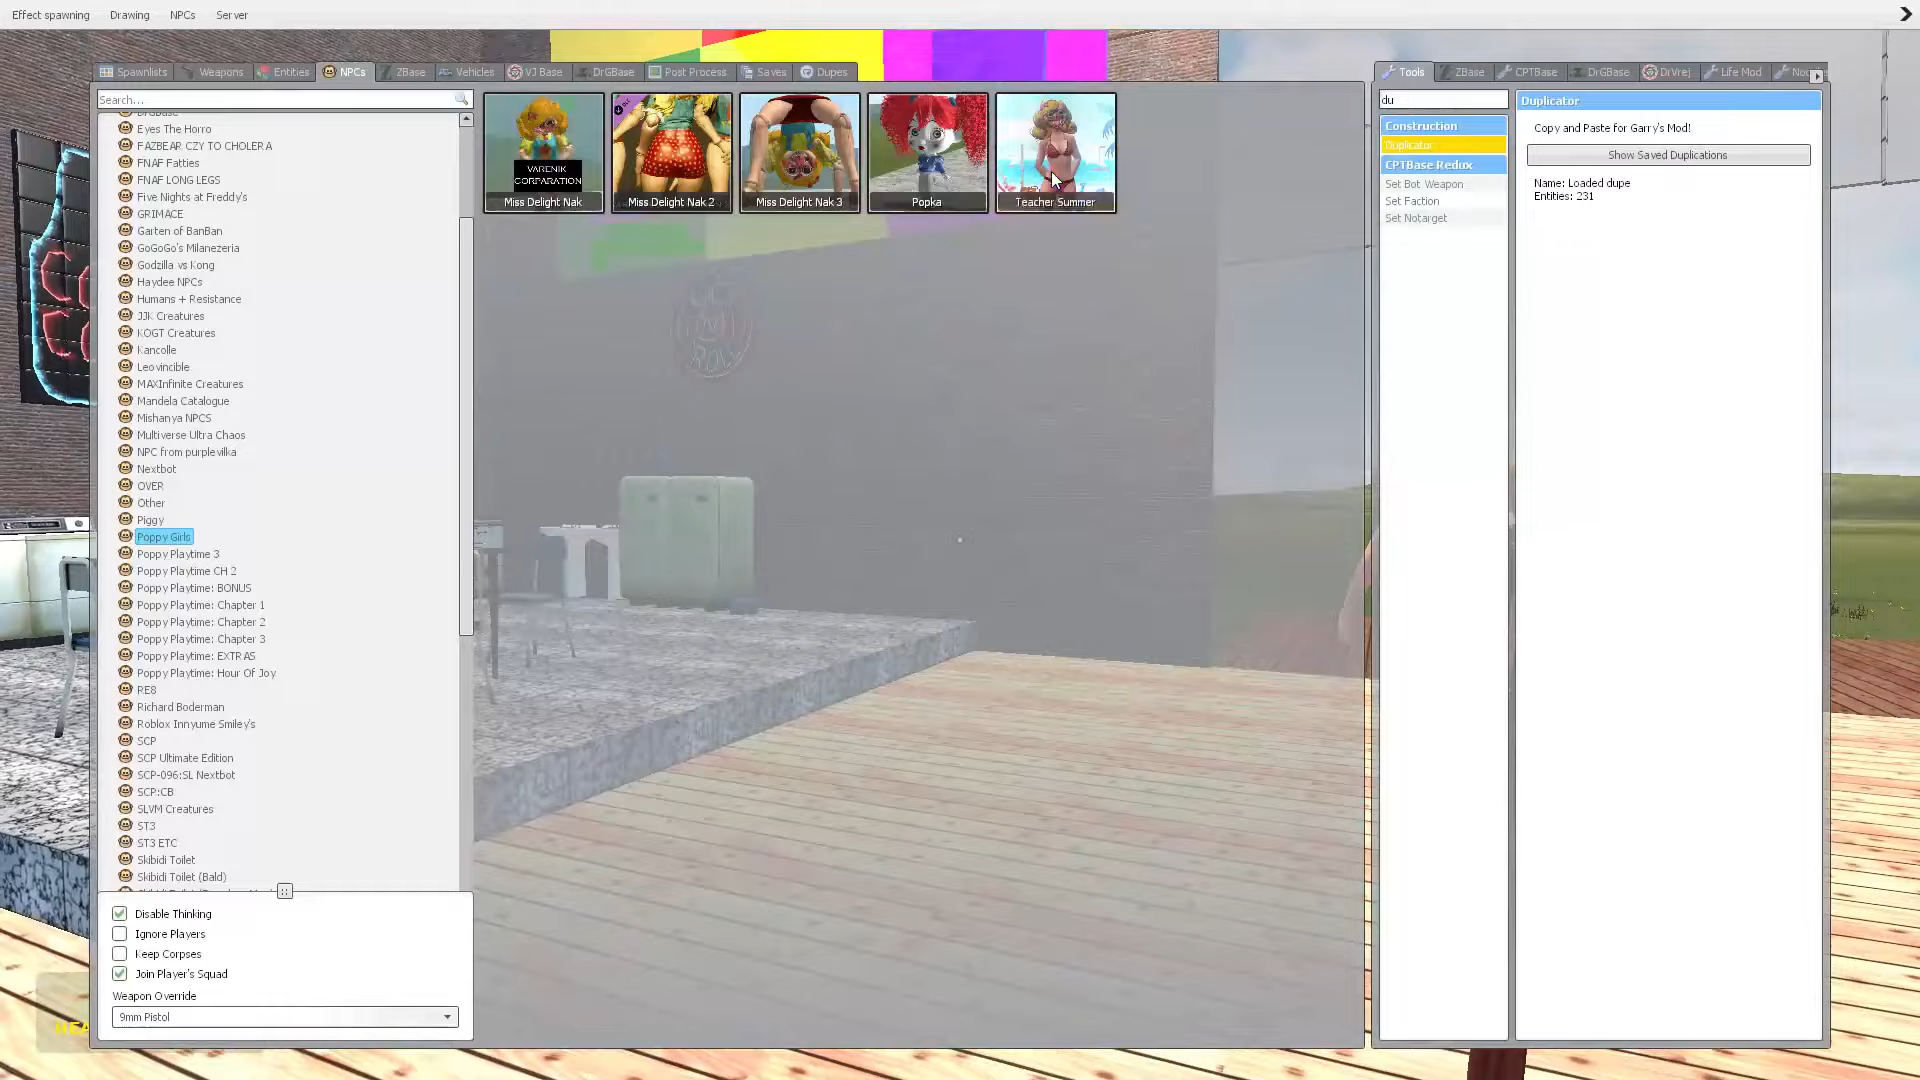 Effect spawning Drawing NPCs Server
Spawnlists Weapons Entities NPCs ZBase Vehicles VJ Base DrGBase Post Process Saves Dupes
Search...
DrGBase
Eyes The Horro
FAZBEAR CZY TO CHOLERA
FNAF Fatties
FNAF LONG LEGS
Five Nights at Freddy's
GRIMACE
Garten of BanBan
GoGoGo's Milanezeria
Godzilla vs Kong
Haydee NPCs
Humans + Resistance
JJK Creatures
KOGT Creatures
Kancolle
Leovincible
MAXInfinite Creatures
Mandela Catalogue
Mishanya NPCS
Multiverse Ultra Chaos
NPC from purplevilka
Nextbot
OVER
Other
Piggy
Poppy Girls
Poppy Playtime 3
Poppy Playtime CH 2
Poppy Playtime: BONUS
Poppy Playtime: Chapter 1
Poppy Playtime: Chapter 2
Poppy Playtime: Chapter 3
Poppy Playtime: EXTRAS
Poppy Playtime: Hour Of Joy
RE8
Richard Boderman
Roblox Innyume Smiley's
SCP
SCP Ultimate Edition
SCP-096:SL Nextbot
SCP:CB
SLVM Creatures
ST3
ST3 ETC
Skibidi Toilet
Skibidi Toilet (Bald)
Disable Thinking
Ignore Players
Keep Corpses
Join Player's Squad
Weapon Override
9mm Pistol
VARENIK
CORPARATION
Miss Delight Nak
Miss Delight Nak 2
Miss Delight Nak 3
Popka
Teacher Summer
Tools ZBase CPTBase DrGBase DrVrej Life Mod
du
Construction
Duplicator
CPTBase Redux
Set Bot Weapon
Set Faction
Set Notarget
Duplicator
Copy and Paste for Garry's Mod!
Show Saved Duplications
Name: Loaded dupe
Entities: 231